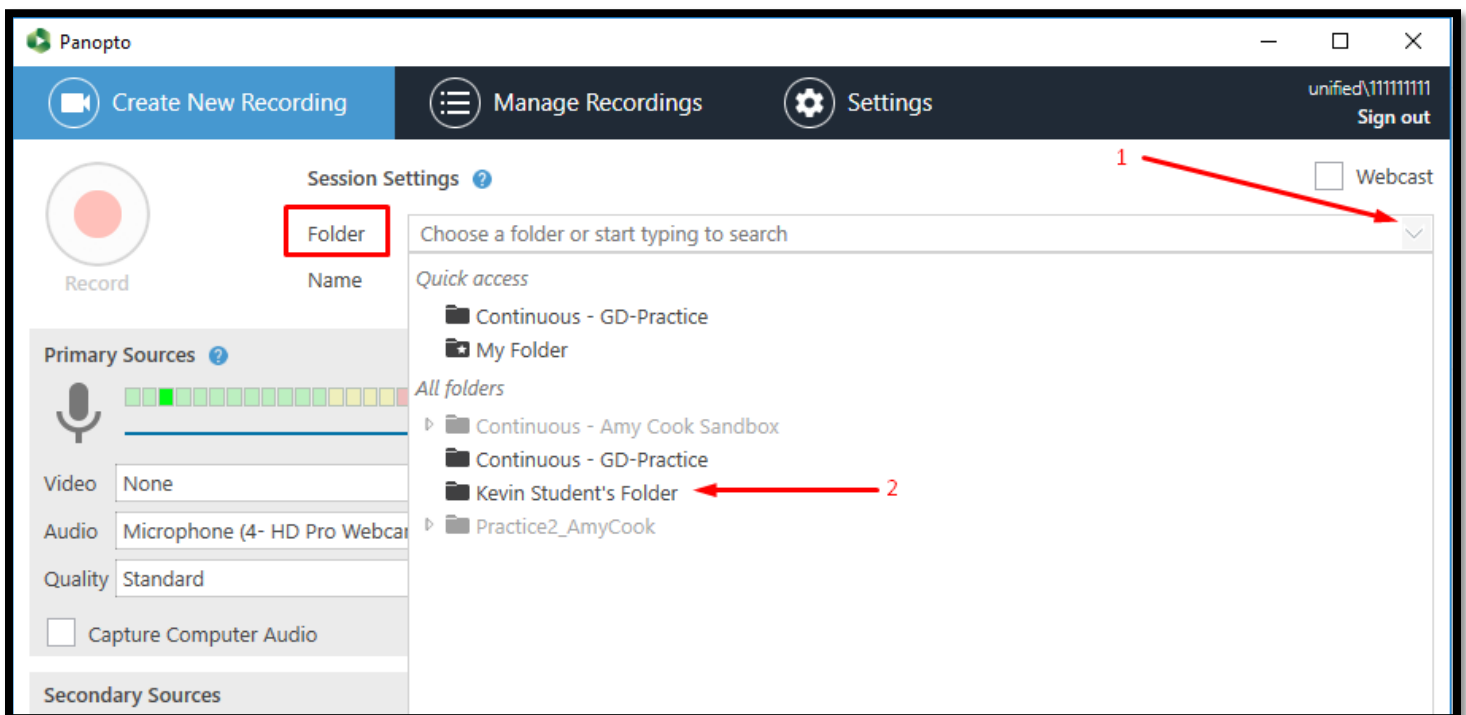 Panopto
Create New Recording
Manage Recordings
Settings
unified\111111111
Sign out
1
Session Settings ?
Webcast
Folder
Choose a folder or start typing to search
Record
Name
Quick access
Continuous - GD-Practice
My Folder
Primary Sources ?
All folders
Continuous - Amy Cook Sandbox
Continuous - GD-Practice
Video
None
Kevin Student's Folder
2
Audio
Microphone (4- HD Pro Webcar
Practice2_AmyCook
Quality
Standard
Capture Computer Audio
Secondary Sources